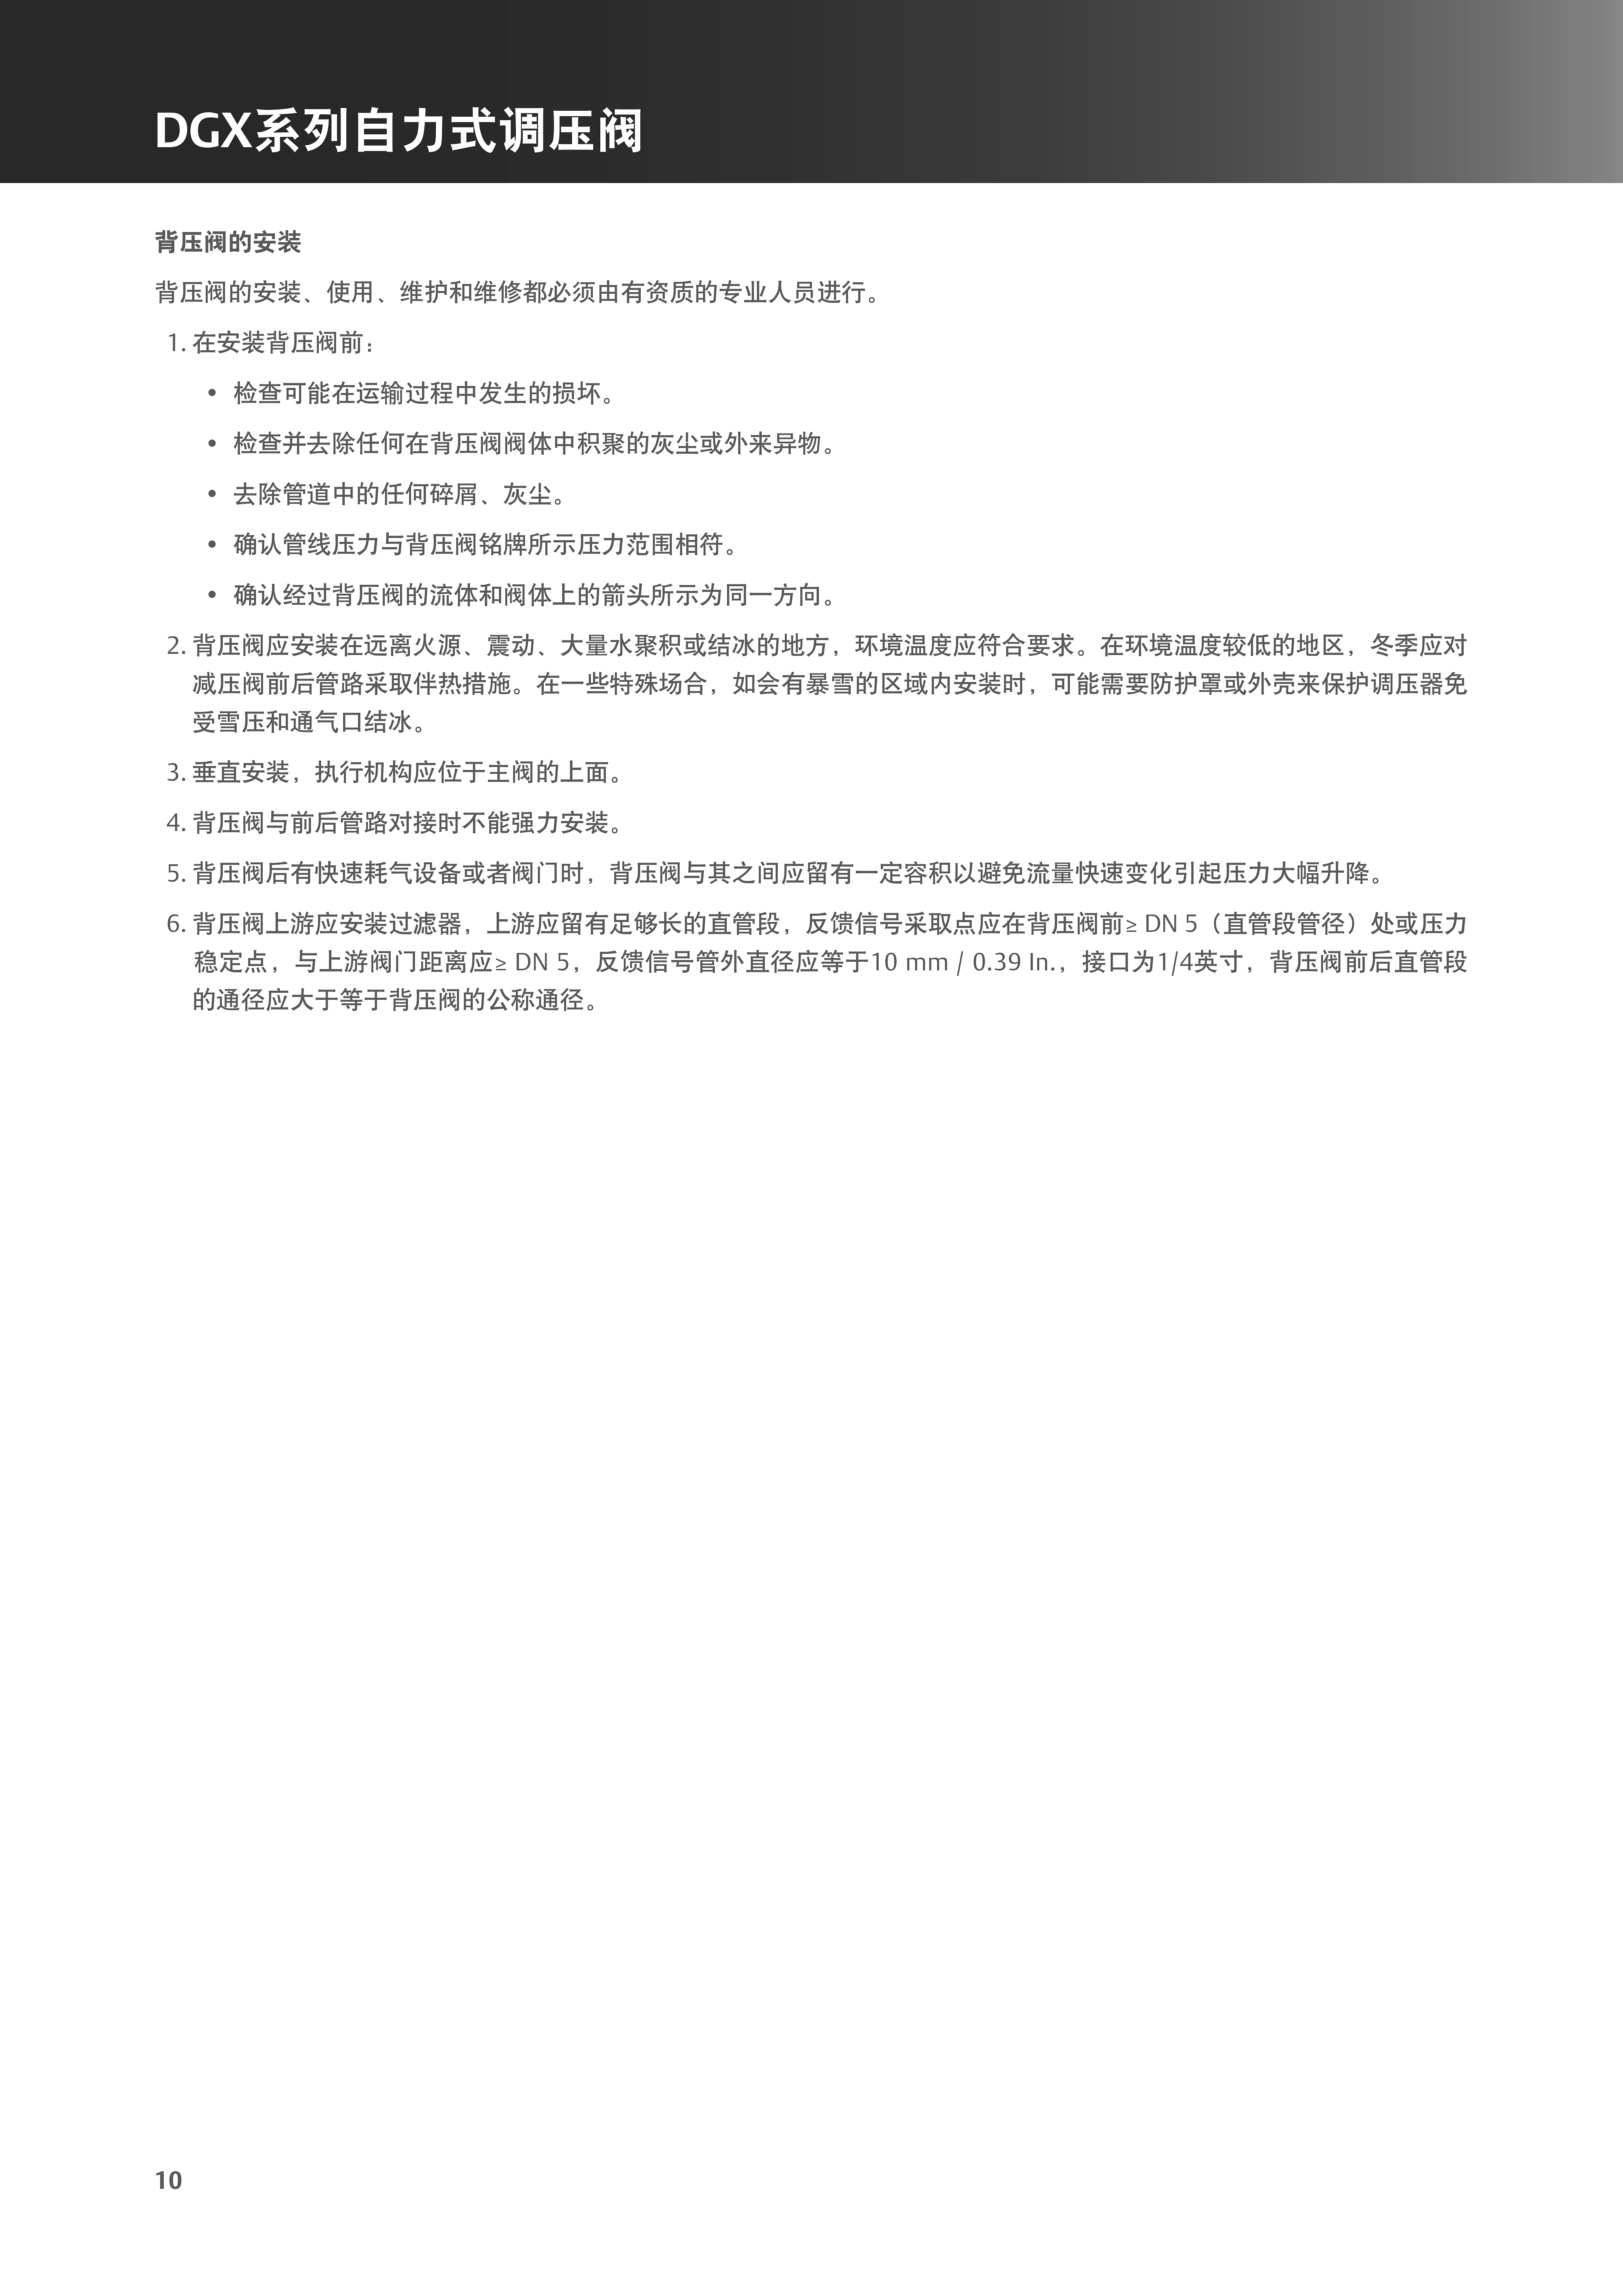 DGX系列自力式调压阀
背压阀的安装
背压阀的安装、使用、维护和维修都必须由有资质的专业人员进行。
1. 在安装背压阀前：
• 检查可能在运输过程中发生的损坏。
• 检查并去除任何在背压阀阀体中积聚的灰尘或外来异物。
• 去除管道中的任何碎屑、灰尘。
• 确认管线压力与背压阀铭牌所示压力范围相符。
• 确认经过背压阀的流体和阀体上的箭头所示为同一方向。
2. 背压阀应安装在远离火源、震动、大量水聚积或结冰的地方，环境温度应符合要求。在环境温度较低的地区，冬季应对
减压阀前后管路采取伴热措施。在一些特殊场合，如会有暴雪的区域内安装时，可能需要防护罩或外壳来保护调压器免
受雪压和通气口结冰。
3. 垂直安装，执行机构应位于主阀的上面。
4. 背压阀与前后管路对接时不能强力安装。
5. 背压阀后有快速耗气设备或者阀门时，背压阀与其之间应留有一定容积以避免流量快速变化引起压力大幅升降。
6. 背压阀上游应安装过滤器，上游应留有足够长的直管段，反馈信号采取点应在背压阀前≥ DN 5（直管段管径）处或压力
稳定点，与上游阀门距离应≥ DN 5，反馈信号管外直径应等于10 mm / 0.39 In.，接口为1/4英寸，背压阀前后直管段
的通径应大于等于背压阀的公称通径。
10